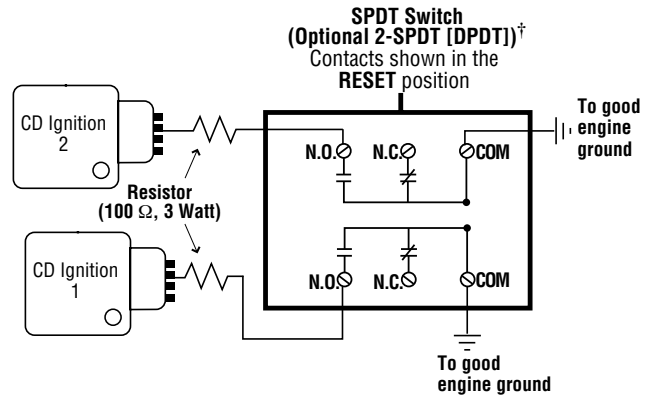 SPDT Switch
(Optional 2-SPDT [DPDT])†
Contacts shown in the
RESET position
CD Ignition
2
N.O.
N.C.
COM
To good
engine
ground
Resistor
(100 Ω, 3 Watt)
CD Ignition
1
N.O.
N.C.
COM
To good
engine ground